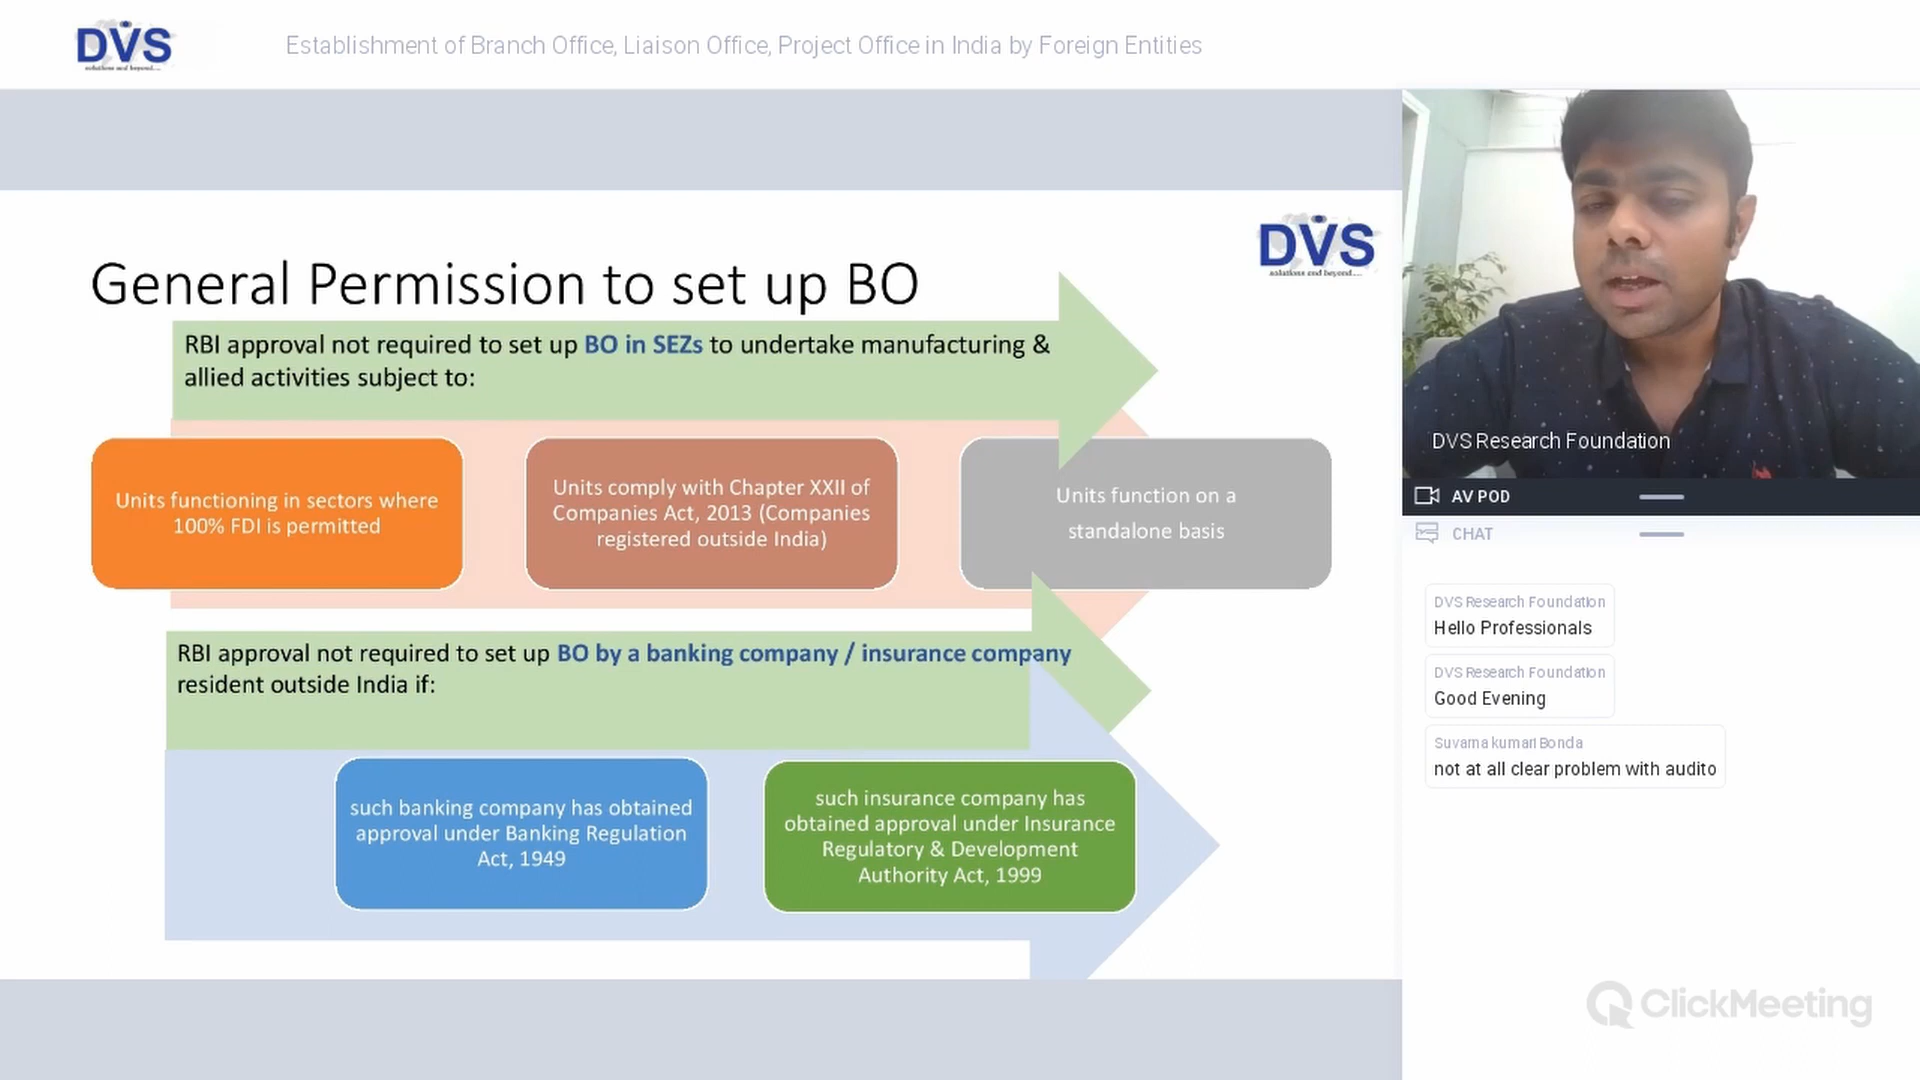 DVS
solutions and beyond....
Establishment of Branch Office, Liaison Office, Project Office in India by Foreign Entities
DVS
solutions and beyond....
General Permission to set up BO
RBI approval not required to set up BO in SEZs to undertake manufacturing &
allied activities subject to:
Units functioning in sectors where
100% FDI is permitted
Units comply with Chapter XXII of
Companies Act, 2013 (Companies
registered outside India)
Units function on a
standalone basis
RBI approval not required to set up BO by a banking company / insurance company
resident outside India if:
such banking company has obtained
approval under Banking Regulation
Act, 1949
such insurance company has
obtained approval under Insurance
Regulatory & Development
Authority Act, 1999
DVS Research Foundation
AV POD
CHAT
DVS Research Foundation
Hello Professionals
DVS Research Foundation
Good Evening
Suvarna kumari Bonda
not at all clear problem with audito
ClickMeeting